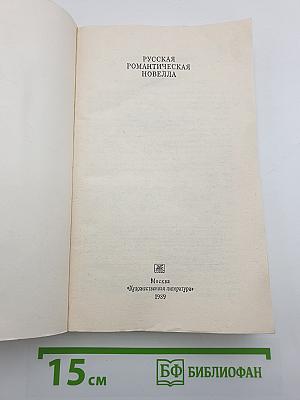 РУССКАЯ
РОМАНТИЧЕСКАЯ
НОВЕЛЛА
Москва
«Художественная литература»
1989
15 см
БФ БИБЛИОФАН